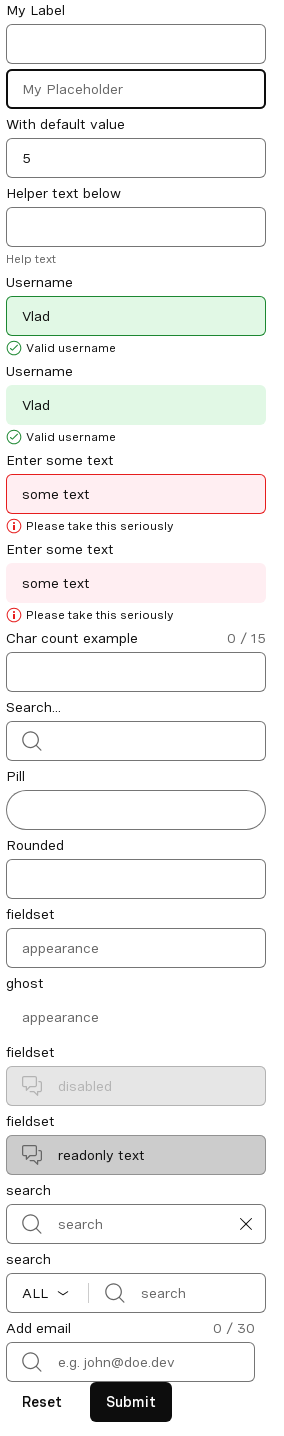 My Label
My Placeholder
With default value
5
Helper text below
Help text
Username
Vlad
Valid username
Username
Vlad
Valid username
Enter some text
some text
Please take this seriously
Enter some text
some text
Please take this seriously
Char count example 0 / 15
Search...
Pill
Rounded
fieldset
appearance
ghost
appearance
fieldset
disabled
fieldset
readonly text
search
search
search
ALL search
Add email 0 / 30
e.g. john@doe.dev
Reset Submit